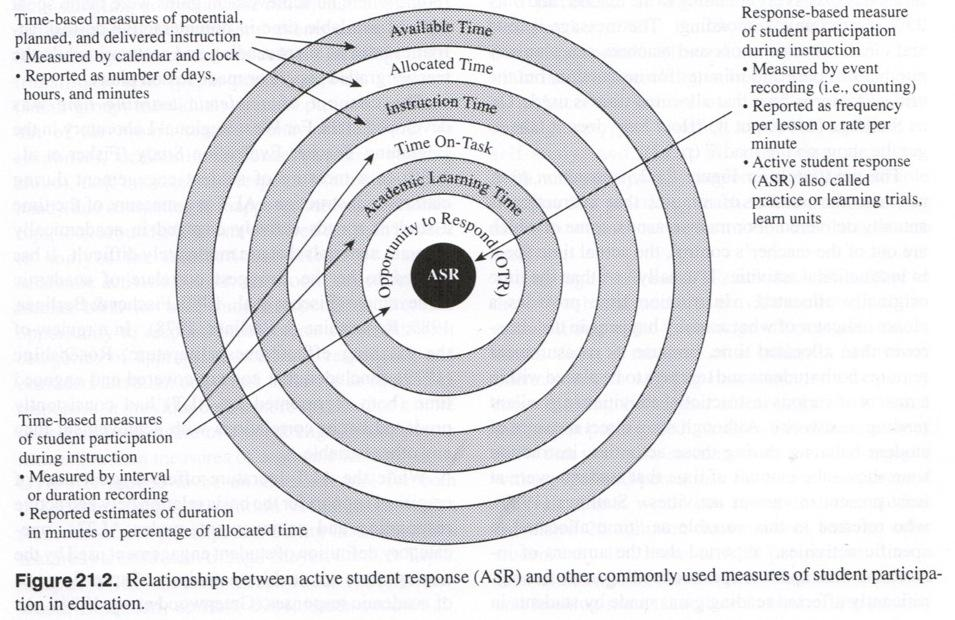 Time-based measures of potential,
planned, and delivered instruction
• Measured by calendar and clock
• Reported as number of days,
hours, and minutes
Available Time
Allocated Time
Instruction Time
Time On-Task
Academic Learning Time
Opportunity to Respond (OTR)
ASR
Response-based measure
of student participation
during instruction
• Measured by event
recording (i.e., counting)
• Reported as frequency
per lesson or rate per
minute
• Active student response
(ASR) also called
practice or learning trials,
learn units
Time-based measures
of student participation
during instruction
• Measured by interval
or duration recording
• Reported estimates of duration
in minutes or percentage of allocated time
Figure 21.2. Relationships between active student response (ASR) and other commonly used measures of student participa-
tion in education.